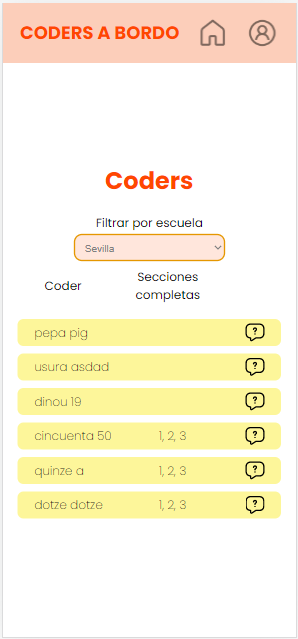 CODERS A BORDO
Coders
Filtrar por escuela
Sevilla
Coder
Secciones
completas
pepa pig
usura asdad
dinou 19
cincuenta 50 1, 2, 3
quinze a 1, 2, 3
dotze dotze 1, 2, 3